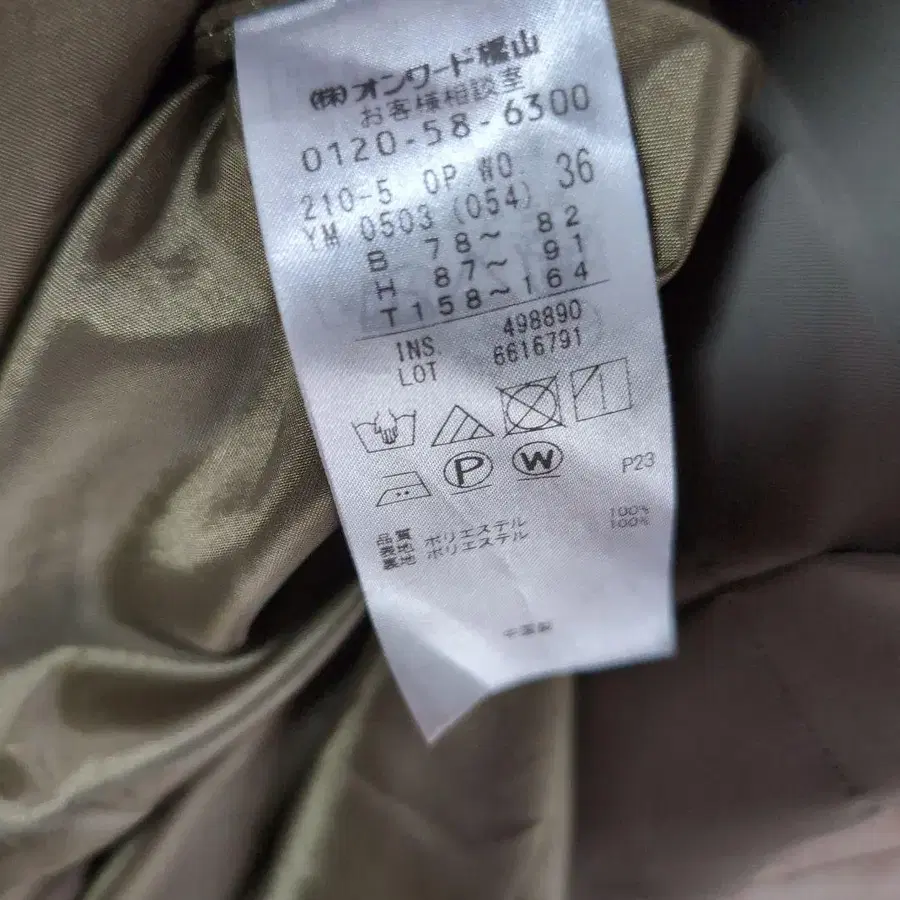 (株)オンワード樫山
お客様相談室
0120-58-6300
210-5 OP WO 36
YM 0503 (054)
B 78~ 82
H 87~ 91
T158~164
INS. 498890
LOT 6616791
P W P23
品質
表地 ポリエステル 100%
裏地 ポリエステル 100%
中国製